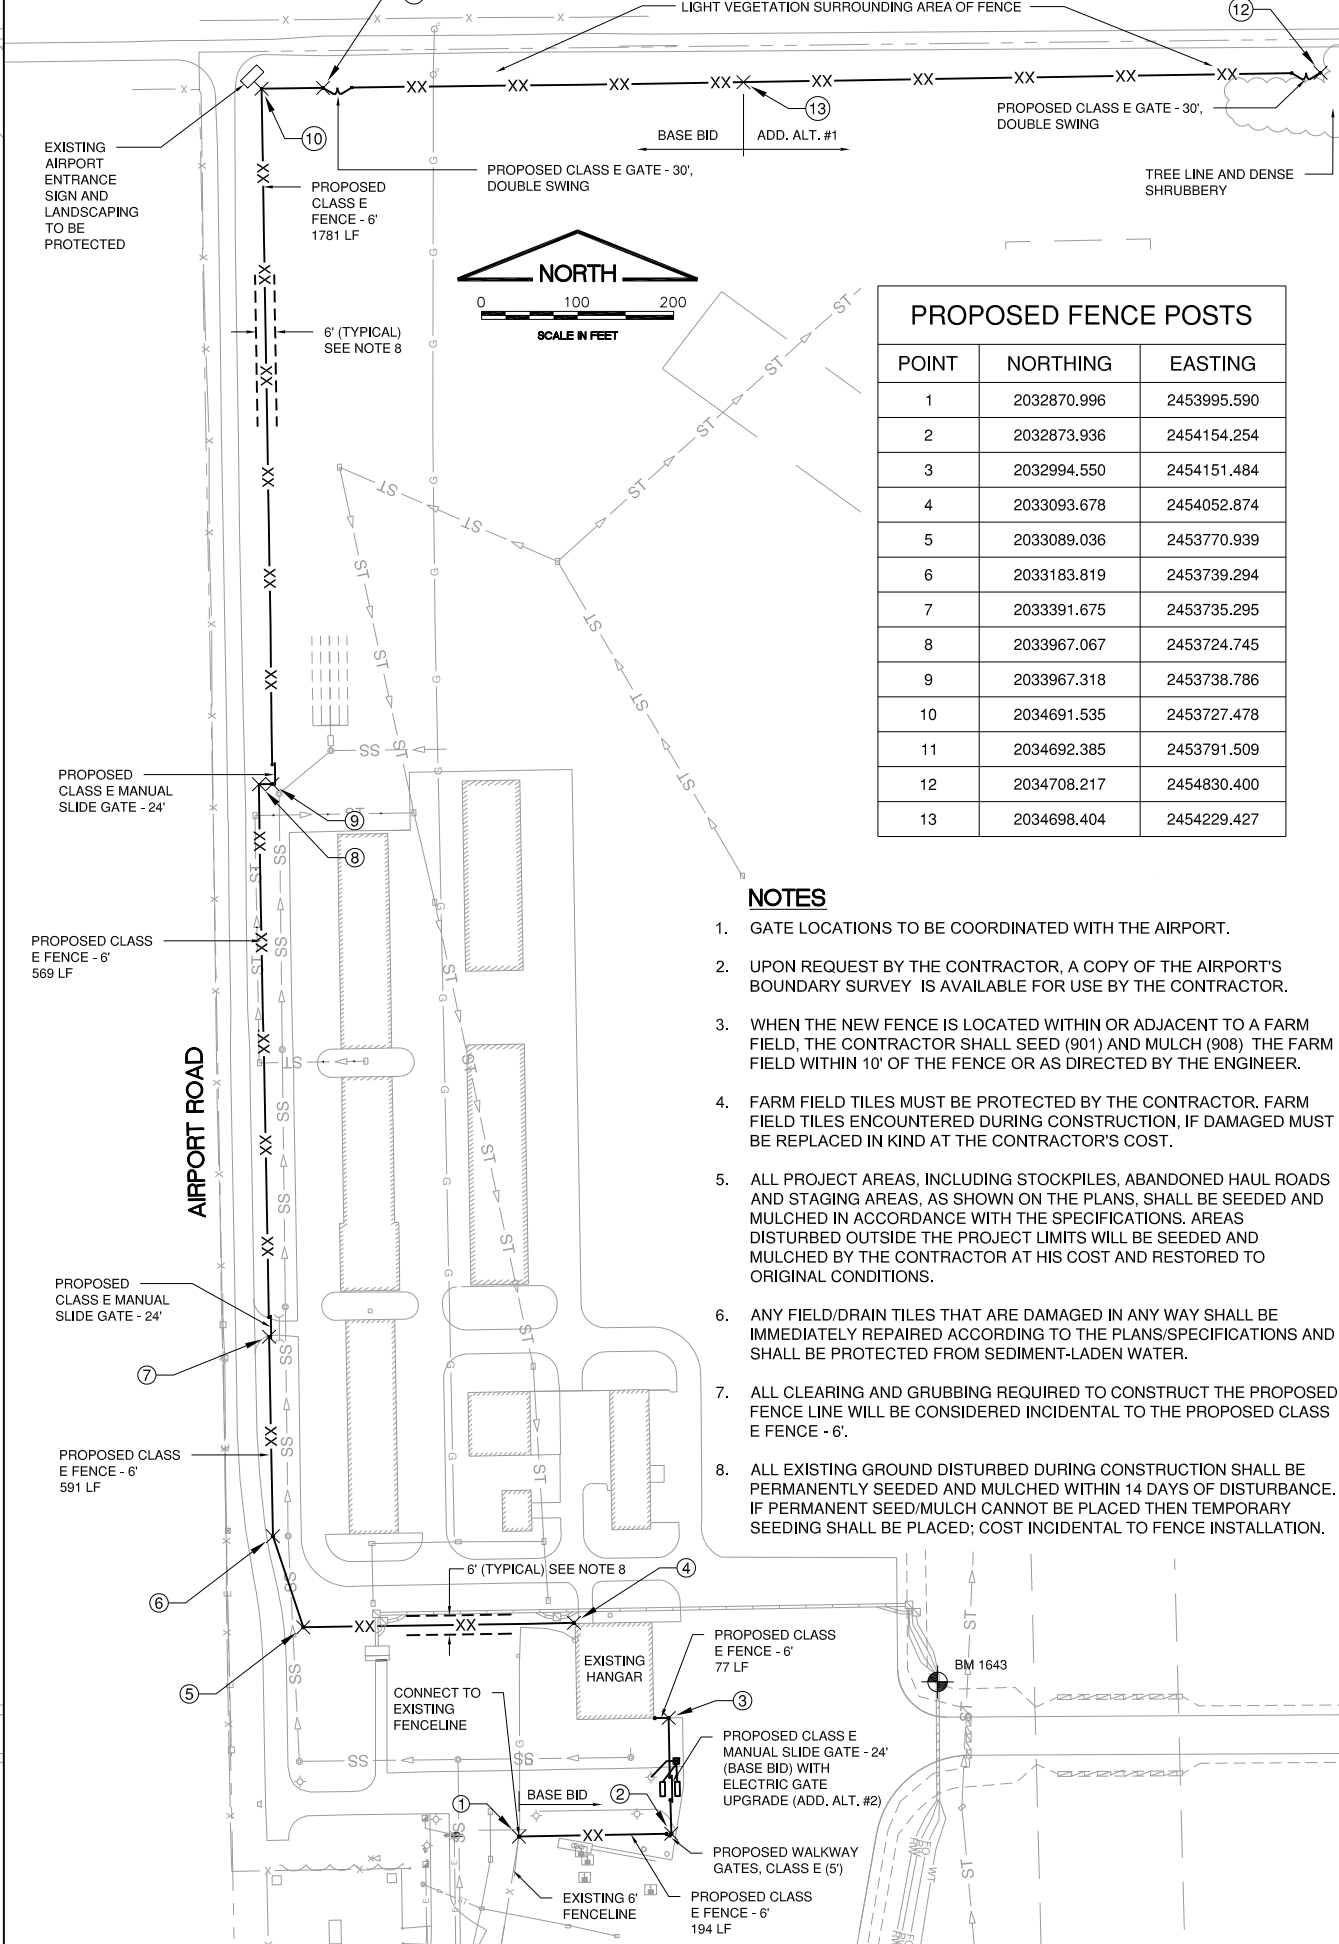 LIGHT VEGETATION SURROUNDING AREA OF FENCE
12
XX XX XX XX XX XX XX XX XX
13
10
BASE BID
ADD. ALT. #1
PROPOSED CLASS E GATE - 30',
DOUBLE SWING
PROPOSED CLASS E GATE - 30',
DOUBLE SWING
TREE LINE AND DENSE
SHRUBBERY
EXISTING
AIRPORT
ENTRANCE
SIGN AND
LANDSCAPING
TO BE
PROTECTED
PROPOSED
CLASS E
FENCE - 6'
1781 LF
NORTH
0 100 200
SCALE IN FEET
6' (TYPICAL)
SEE NOTE 8
PROPOSED FENCE POSTS
POINT NORTHING EASTING
1 2032870.996 2453995.590
2 2032873.936 2454154.254
3 2032994.550 2454151.484
4 2033093.678 2454052.874
5 2033089.036 2453770.939
6 2033183.819 2453739.294
7 2033391.675 2453735.295
8 2033967.067 2453724.745
9 2033967.318 2453738.786
10 2034691.535 2453727.478
11 2034692.385 2453791.509
12 2034708.217 2454830.400
13 2034698.404 2454229.427
PROPOSED
CLASS E MANUAL
SLIDE GATE - 24'
9
8
PROPOSED CLASS
E FENCE - 6'
569 LF
AIRPORT ROAD
PROPOSED
CLASS E MANUAL
SLIDE GATE - 24'
7
PROPOSED CLASS
E FENCE - 6'
591 LF
6
5
NOTES
1. GATE LOCATIONS TO BE COORDINATED WITH THE AIRPORT.
2. UPON REQUEST BY THE CONTRACTOR, A COPY OF THE AIRPORT'S
BOUNDARY SURVEY IS AVAILABLE FOR USE BY THE CONTRACTOR.
3. WHEN THE NEW FENCE IS LOCATED WITHIN OR ADJACENT TO A FARM
FIELD, THE CONTRACTOR SHALL SEED (901) AND MULCH (908) THE FARM
FIELD WITHIN 10' OF THE FENCE OR AS DIRECTED BY THE ENGINEER.
4. FARM FIELD TILES MUST BE PROTECTED BY THE CONTRACTOR. FARM
FIELD TILES ENCOUNTERED DURING CONSTRUCTION, IF DAMAGED MUST
BE REPLACED IN KIND AT THE CONTRACTOR'S COST.
5. ALL PROJECT AREAS, INCLUDING STOCKPILES, ABANDONED HAUL ROADS
AND STAGING AREAS, AS SHOWN ON THE PLANS, SHALL BE SEEDED AND
MULCHED IN ACCORDANCE WITH THE SPECIFICATIONS. AREAS
DISTURBED OUTSIDE THE PROJECT LIMITS WILL BE SEEDED AND
MULCHED BY THE CONTRACTOR AT HIS COST AND RESTORED TO
ORIGINAL CONDITIONS.
6. ANY FIELD/DRAIN TILES THAT ARE DAMAGED IN ANY WAY SHALL BE
IMMEDIATELY REPAIRED ACCORDING TO THE PLANS/SPECIFICATIONS AND
SHALL BE PROTECTED FROM SEDIMENT-LADEN WATER.
7. ALL CLEARING AND GRUBBING REQUIRED TO CONSTRUCT THE PROPOSED
FENCE LINE WILL BE CONSIDERED INCIDENTAL TO THE PROPOSED CLASS
E FENCE - 6'.
8. ALL EXISTING GROUND DISTURBED DURING CONSTRUCTION SHALL BE
PERMANENTLY SEEDED AND MULCHED WITHIN 14 DAYS OF DISTURBANCE.
IF PERMANENT SEED/MULCH CANNOT BE PLACED THEN TEMPORARY
SEEDING SHALL BE PLACED; COST INCIDENTAL TO FENCE INSTALLATION.
6' (TYPICAL) SEE NOTE 8
4
EXISTING
HANGAR
PROPOSED CLASS
E FENCE - 6'
77 LF
BM 1643
3
CONNECT TO
EXISTING
FENCELINE
PROPOSED CLASS E
MANUAL SLIDE GATE - 24'
(BASE BID) WITH
ELECTRIC GATE
UPGRADE (ADD. ALT. #2)
BASE BID
1
2
PROPOSED WALKWAY
GATES, CLASS E (5')
EXISTING 6'
FENCELINE
PROPOSED CLASS
E FENCE - 6'
194 LF